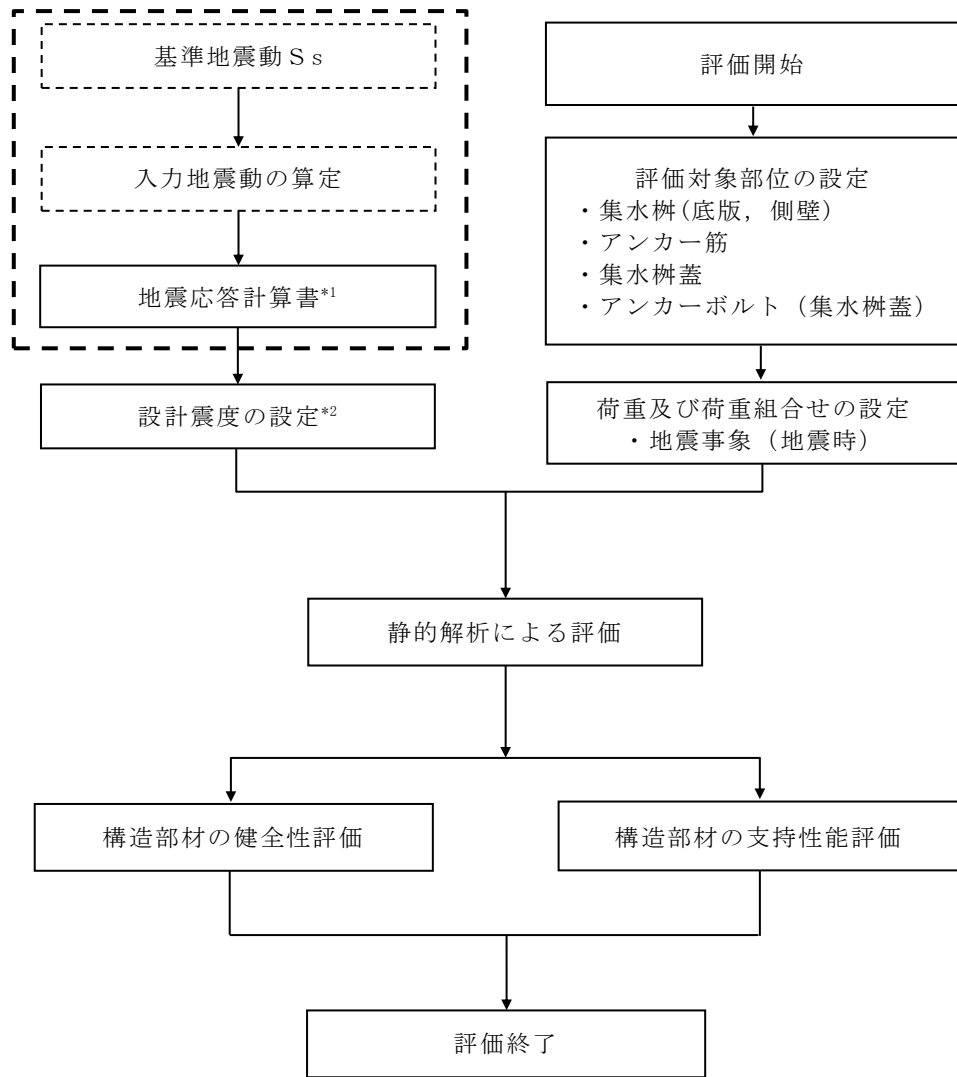 基準地震動Ｓｓ
入力地震動の算定
地震応答計算書*1
設計震度の設定*2
評価開始
評価対象部位の設定
・集水桝(底版，側壁)
・アンカー筋
・集水桝蓋
・アンカーボルト（集水桝蓋）
荷重及び荷重組合せの設定
・地震事象（地震時）
静的解析による評価
構造部材の健全性評価
構造部材の支持性能評価
評価終了